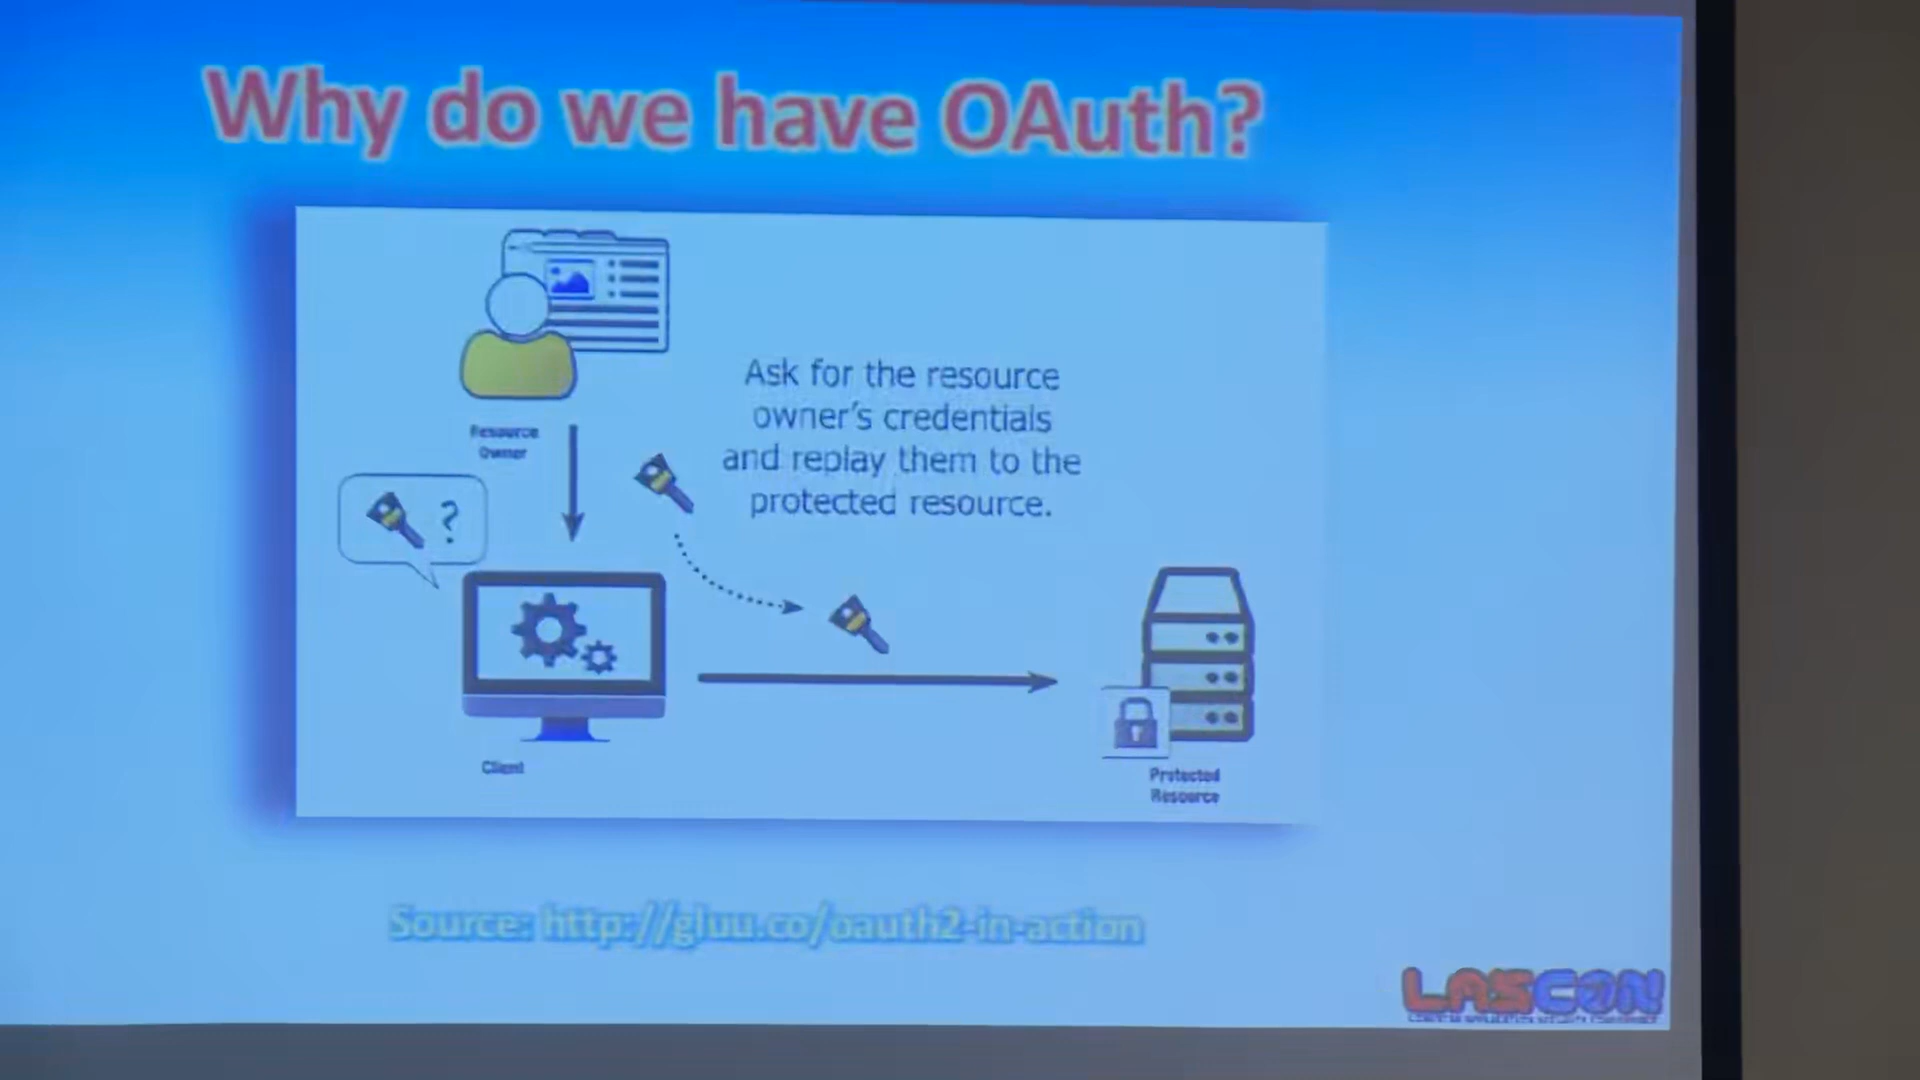 Why do we have OAuth?
Ask for the resource
owner's credentials
and replay them to the
protected resource.
Resource
Owner
?
Client
Protected
Resource
Source: http://gluu.co/oauth2-in-action
LASCON